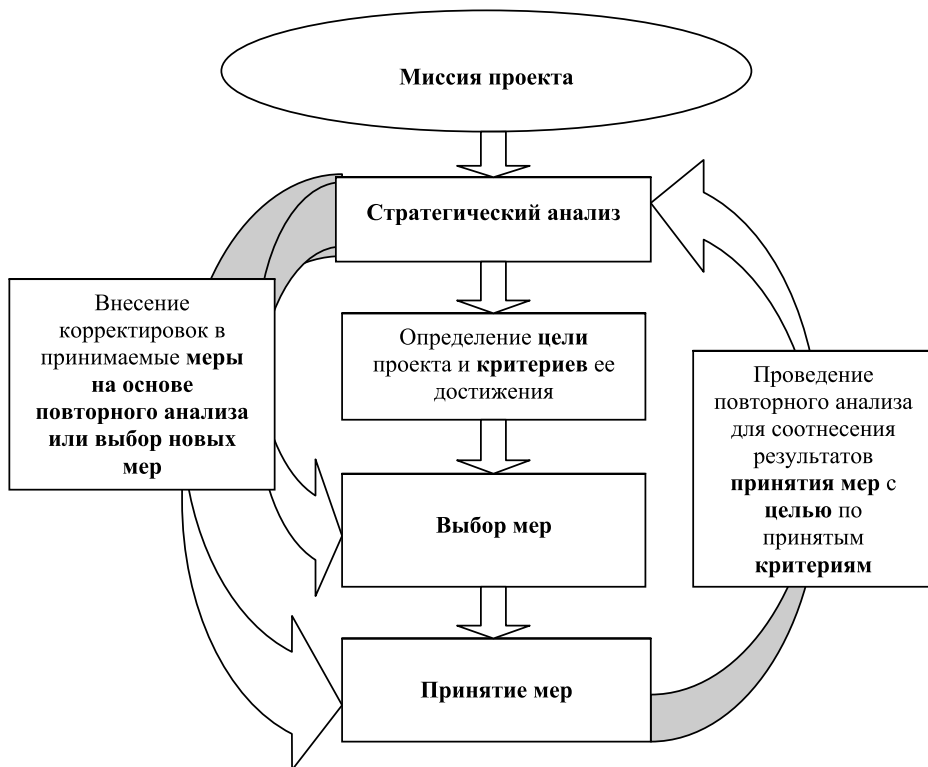 Миссия проекта
Стратегический анализ
Внесение
корректировок в
принимаемые меры
на основе
повторного анализа
или выбор новых
мер
Определение цели
проекта и критериев ее
достижения
Проведение
повторного анализа
для соотнесения
результатов
принятия мер с
целью по
принятым
критериям
Выбор мер
Принятие мер